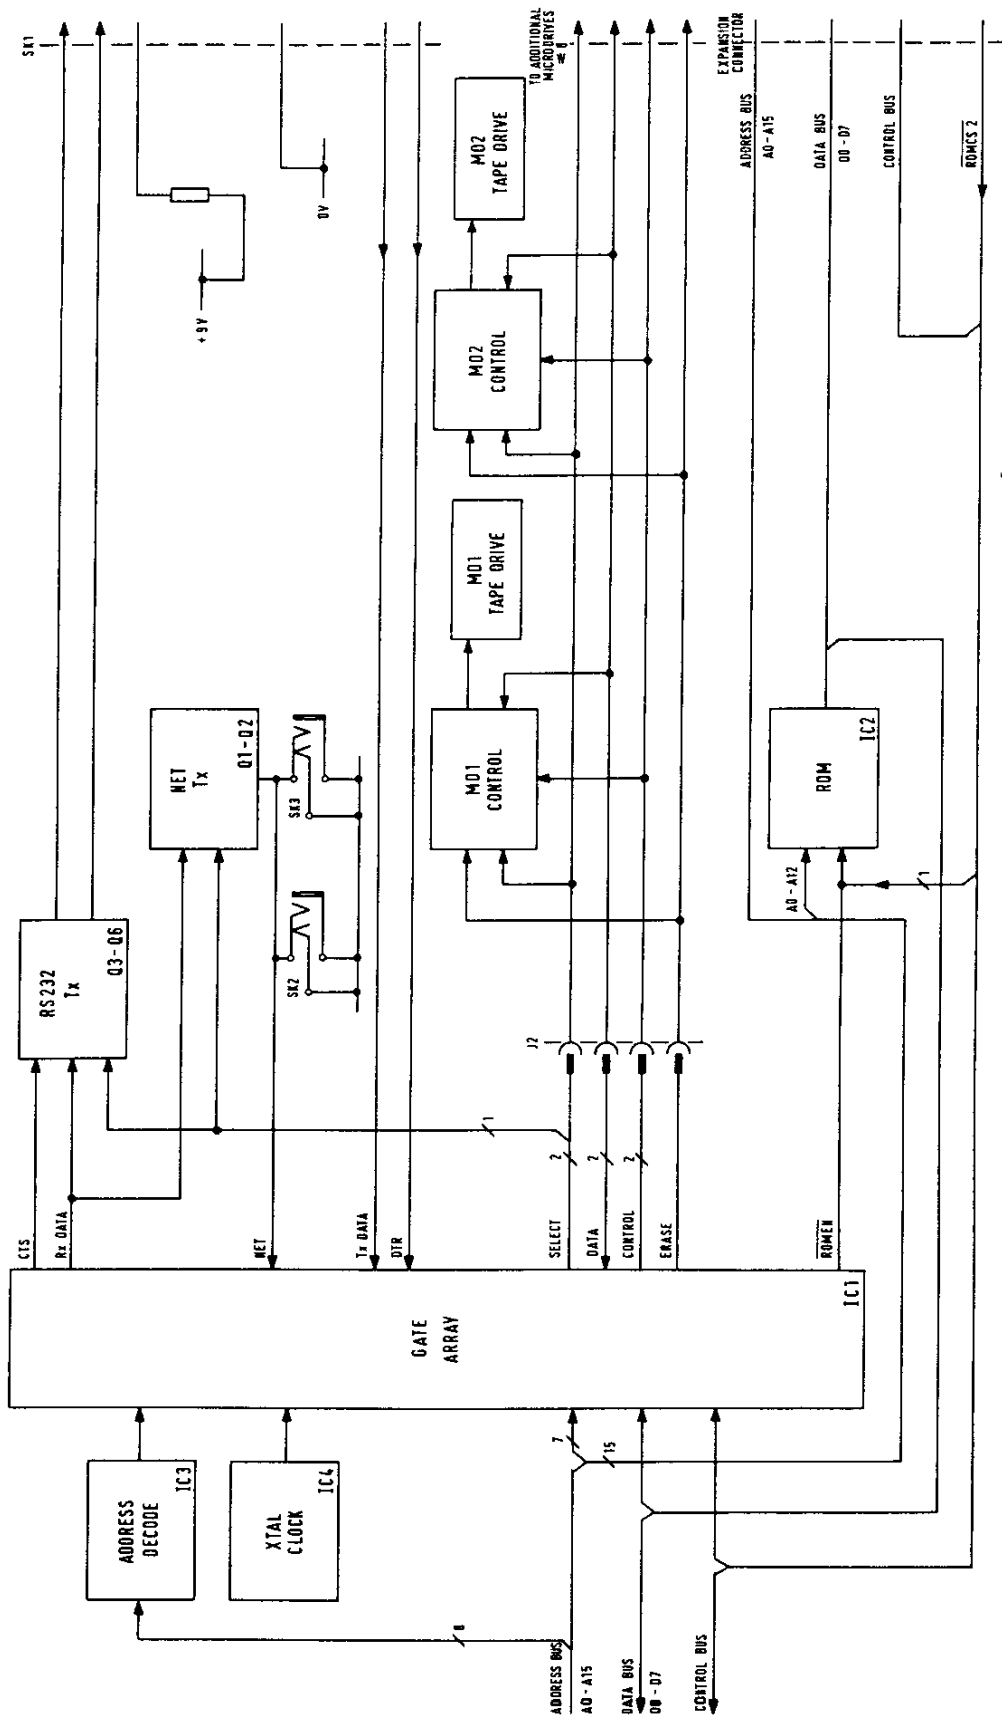 SK1
+9V
0V
RS232
Tx
Q3-Q6
NET
Tx
Q1-Q2
SK2
SK3
CTS
Rx DATA
NET
Tx DATA
DTR
SELECT
DATA
CONTROL
ERASE
ROMEN
1
2
2
2
J2
MD1
CONTROL
MD1
TAPE DRIVE
MD2
CONTROL
MD2
TAPE DRIVE
TO ADDITIONAL
MICRODRIVES
EXPANSION
CONNECTOR
ADDRESS BUS
A0-A15
DATA BUS
D0-D7
CONTROL BUS
ROMCS 2
ROM
IC2
A0-A12
1
GATE
ARRAY
IC1
ADDRESS
DECODE
IC3
XTAL
CLOCK
IC4
7
15
8
ADDRESS BUS
A0-A15
DATA BUS
D0-D7
CONTROL BUS